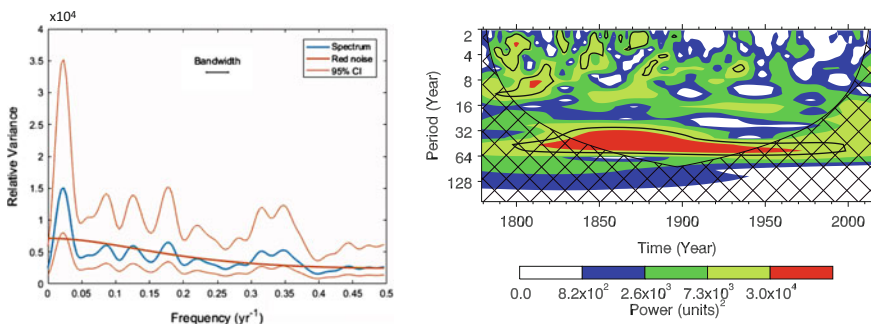 x10⁴
4
3.5
3
2.5
2
1.5
1
0.5
0
Relative Variance
Bandwidth
Spectrum
Red noise
95% CI
0 0.05 0.1 0.15 0.2 0.25 0.3 0.35 0.4 0.45 0.5
Frequency (yr⁻¹)
2
4
8
16
32
64
128
Period (Year)
1800 1850 1900 1950 2000
Time (Year)
0.0 8.2x10² 2.6x10³ 7.3x10³ 3.0x10⁴
Power (units)²